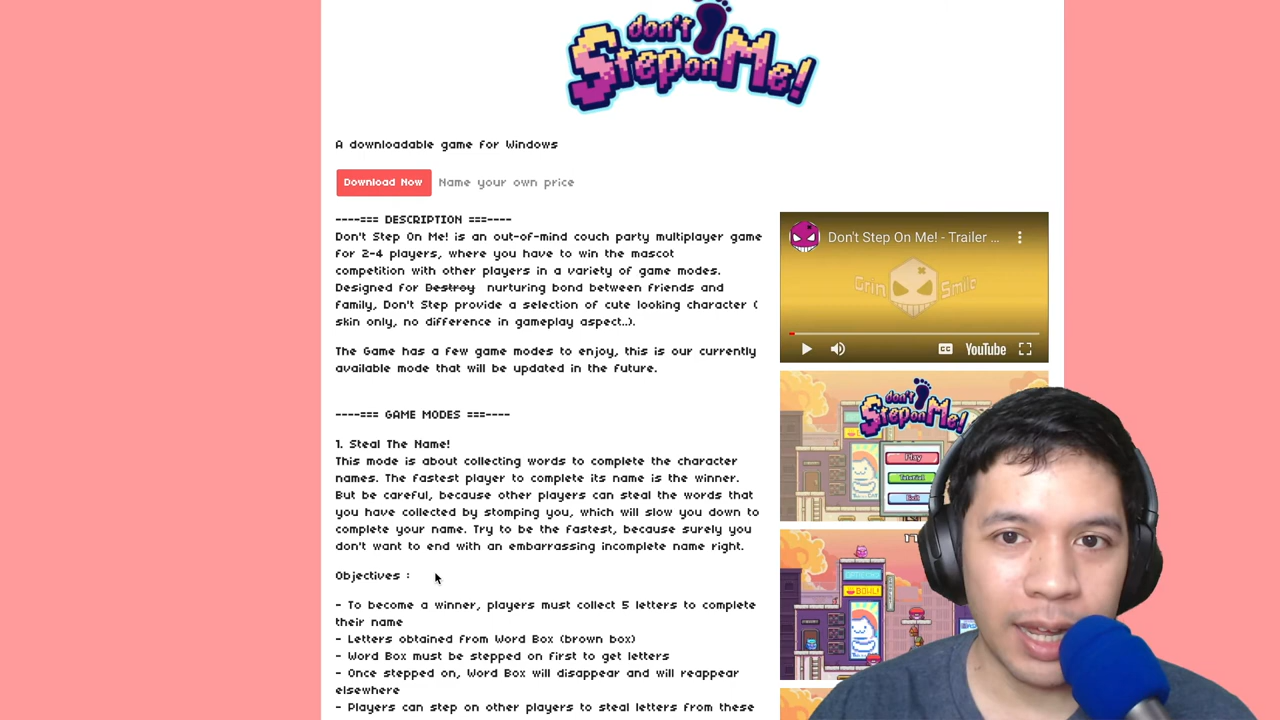 don't
Step on Me!
A downloadable game for Windows
Download Now Name your own price
----=== DESCRIPTION ===----
Don't Step On Me! is an out-of-mind couch party multiplayer game
for 2-4 players, where you have to win the mascot
competition with other players in a variety of game modes.
Designed for Destroy nurturing bond between friends and
family, Don't Step provide a selection of cute looking character (
skin only, no difference in gameplay aspect..).
The Game has a few game modes to enjoy, this is our currently
available mode that will be updated in the future.
----=== GAME MODES ===----
1. Steal The Name!
This mode is about collecting words to complete the character
names. The fastest player to complete its name is the winner.
But be careful, because other players can steal the words that
you have collected by stomping you, which will slow you down to
complete your name. Try to be the fastest, because surely you
don't want to end with an embarrassing incomplete name right.
Objectives :
- To become a winner, players must collect 5 letters to complete
their name
- Letters obtained from Word Box (brown box)
- Word Box must be stepped on first to get letters
- Once stepped on, Word Box will disappear and will reappear
elsewhere
- Players can step on other players to steal letters from these
Don't Step On Me! - Trailer ...
Grin Smile
CC YouTube
don't
Step on Me!
Play
Tutorial
Exit
BOWL!